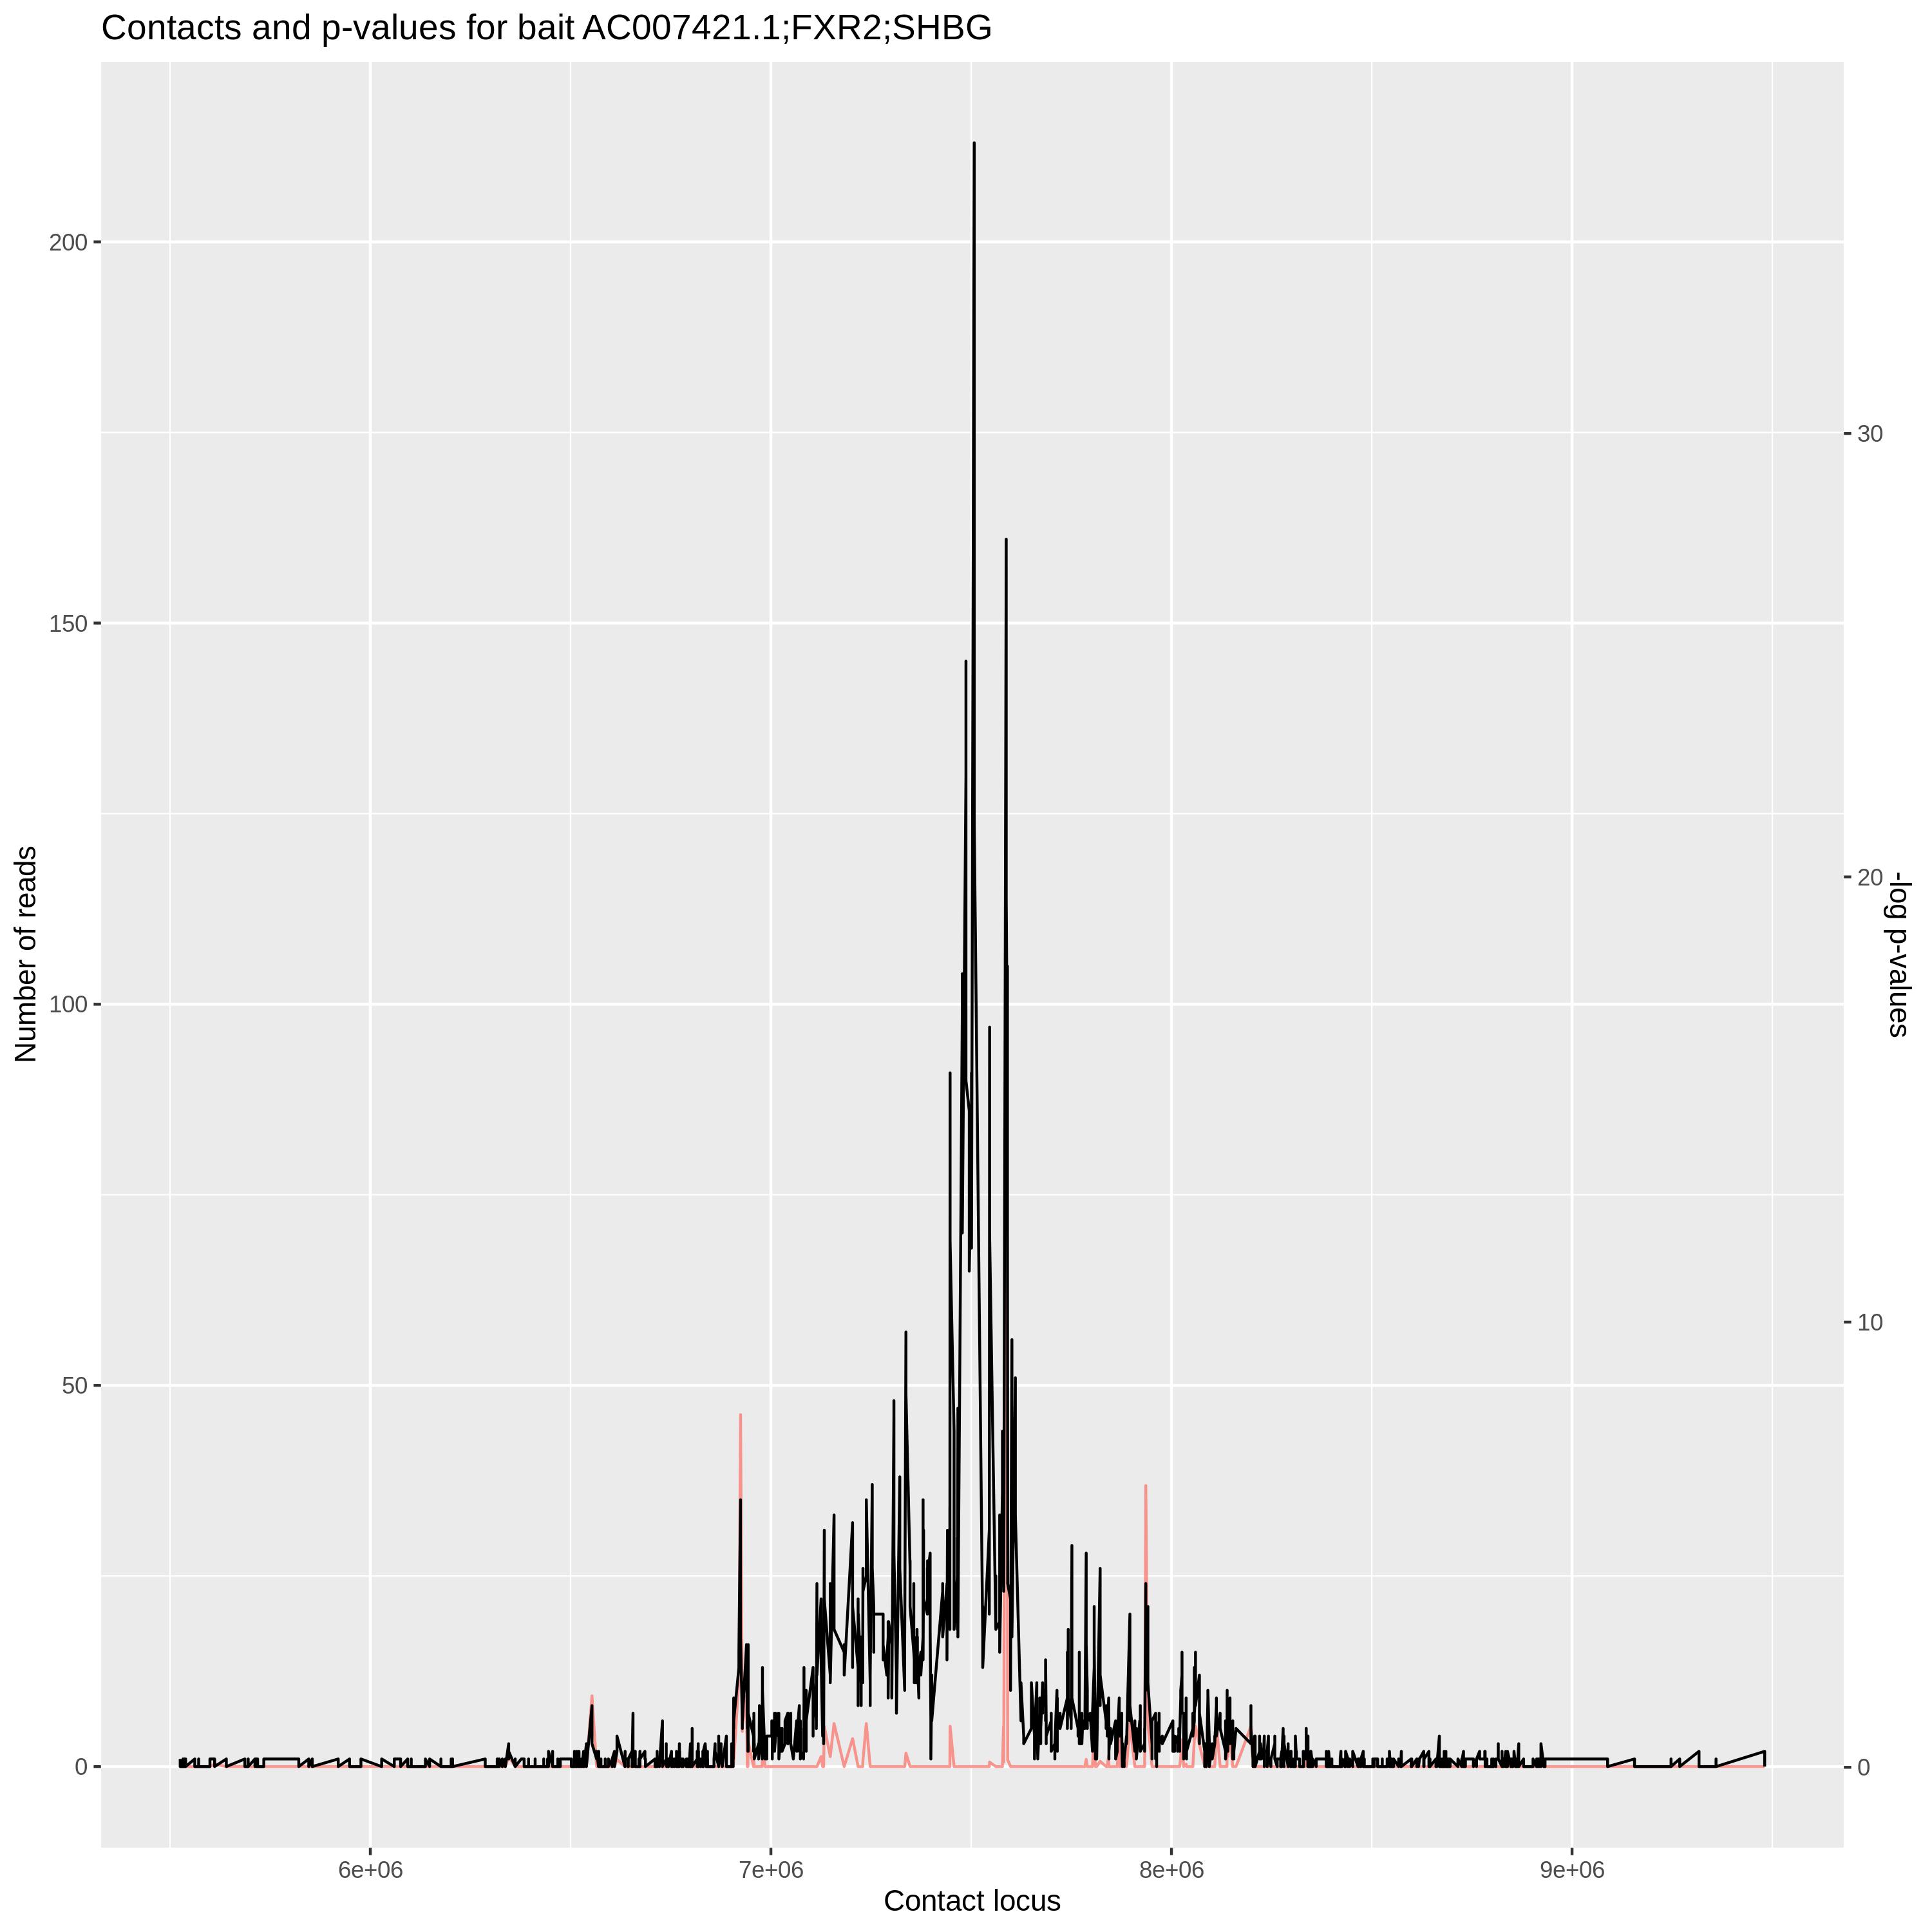 Contacts and p-values for bait AC007421.1;FXR2;SHBG
200
150
100
50
0
Number of reads
30
20
10
0
-log p-values
6e+06
7e+06
8e+06
9e+06
Contact locus